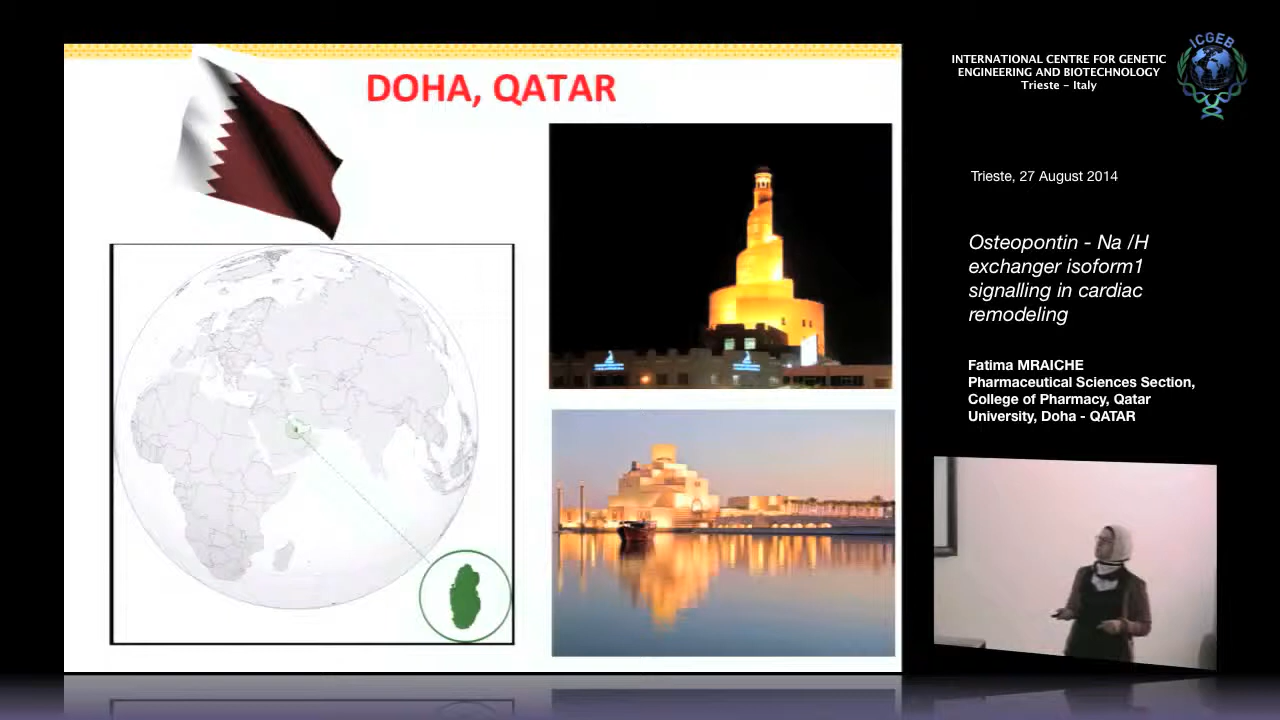 DOHA, QATAR
INTERNATIONAL CENTRE FOR GENETIC
ENGINEERING AND BIOTECHNOLOGY
Trieste - Italy
ICGEB
Trieste, 27 August 2014
Osteopontin - Na /H
exchanger isoform1
signalling in cardiac
remodeling
Fatima MRAICHE
Pharmaceutical Sciences Section,
College of Pharmacy, Qatar
University, Doha - QATAR